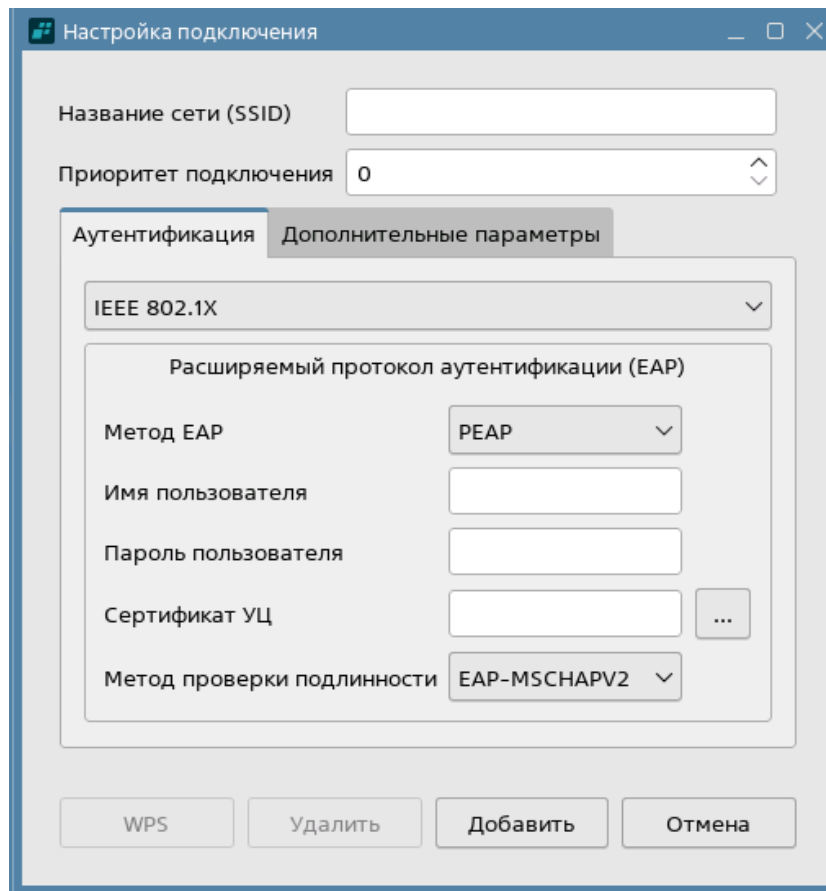 Настройка подключения
Название сети (SSID)
Приоритет подключения 0
Аутентификация Дополнительные параметры
IEEE 802.1X
Расширяемый протокол аутентификации (EAP)
Метод EAP PEAP
Имя пользователя
Пароль пользователя
Сертификат УЦ ...
Метод проверки подлинности EAP-MSCHAPV2
WPS Удалить Добавить Отмена